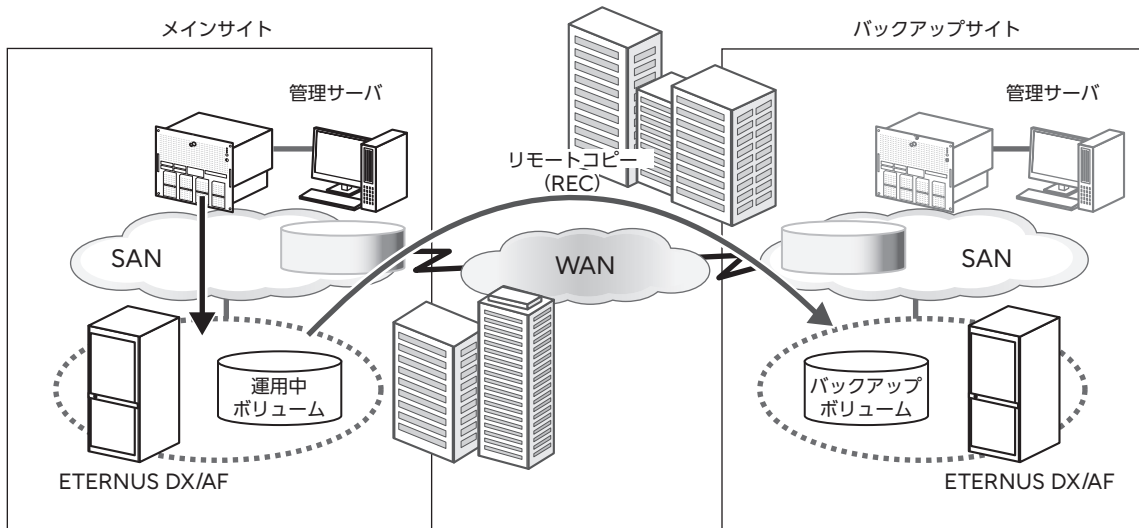 メインサイト
バックアップサイト
管理サーバ
管理サーバ
リモートコピー
（REC）
SAN
WAN
SAN
運用中
ボリューム
バックアップ
ボリューム
ETERNUS DX/AF
ETERNUS DX/AF